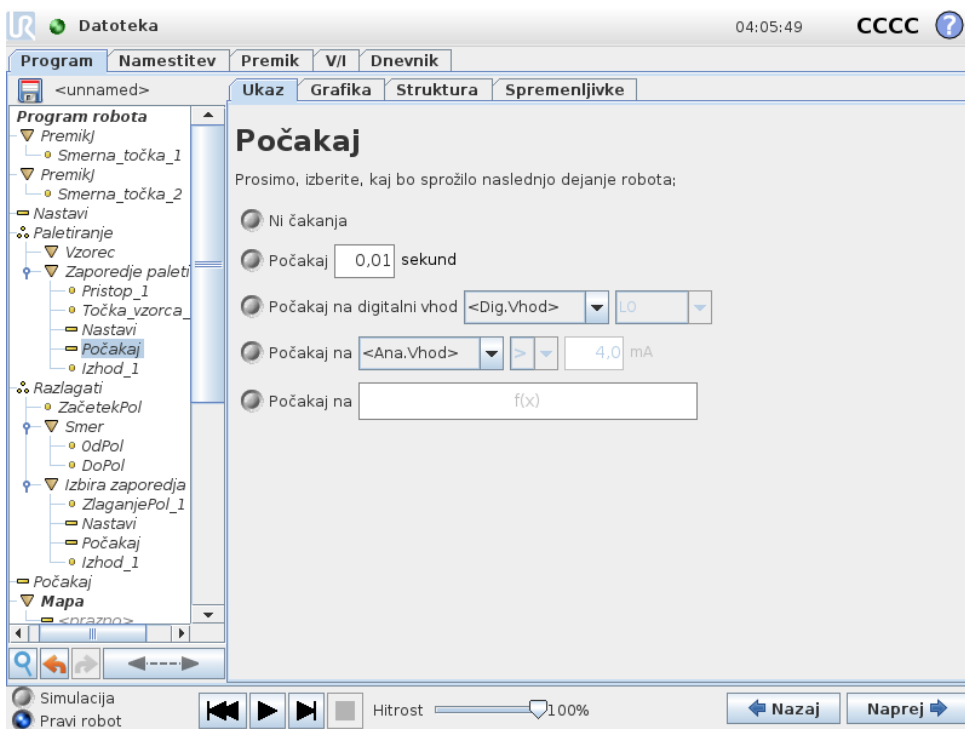 UR Datoteka 04:05:49 CCCC ?
Program Namestitev Premik V/I Dnevnik
<unnamed>
Ukaz Grafika Struktura Spremenljivke
Program robota
PremikJ
Smerna_točka_1
PremikJ
Smerna_točka_2
Nastavi
Paletiranje
Vzorec
Zaporedje paleti
Pristop_1
Točka_vzorca_
Nastavi
Počakaj
Izhod_1
Razlagati
ZačetekPol
Smer
OdPol
DoPol
Izbira zaporedja
ZlaganjePol_1
Nastavi
Počakaj
Izhod_1
Počakaj
Mapa
<prazno>
Počakaj
Prosimo, izberite, kaj bo sprožilo naslednjo dejanje robota;
Ni čakanja
Počakaj 0,01 sekund
Počakaj na digitalni vhod <Dig.Vhod> LO
Počakaj na <Ana.Vhod> > 4,0 mA
Počakaj na f(x)
Simulacija
Pravi robot
Hitrost 100%
Nazaj Naprej